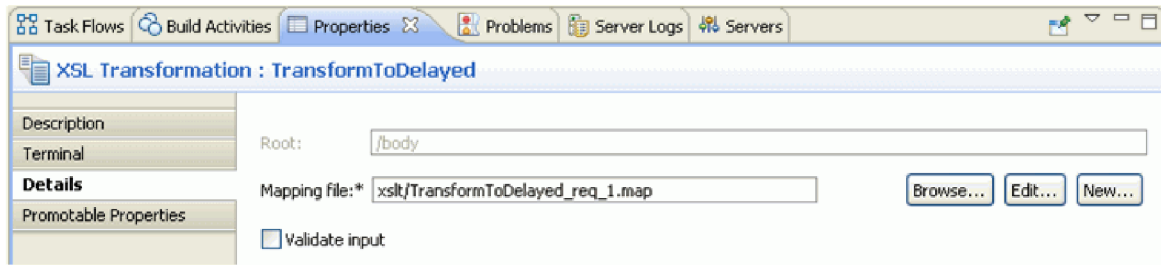 Task Flows Build Activities Properties Problems Server Logs Servers
XSL Transformation : TransformToDelayed
Description
Terminal
Details
Promotable Properties
Root: /body
Mapping file:* xslt/TransformToDelayed_req_1.map Browse... Edit... New...
Validate input